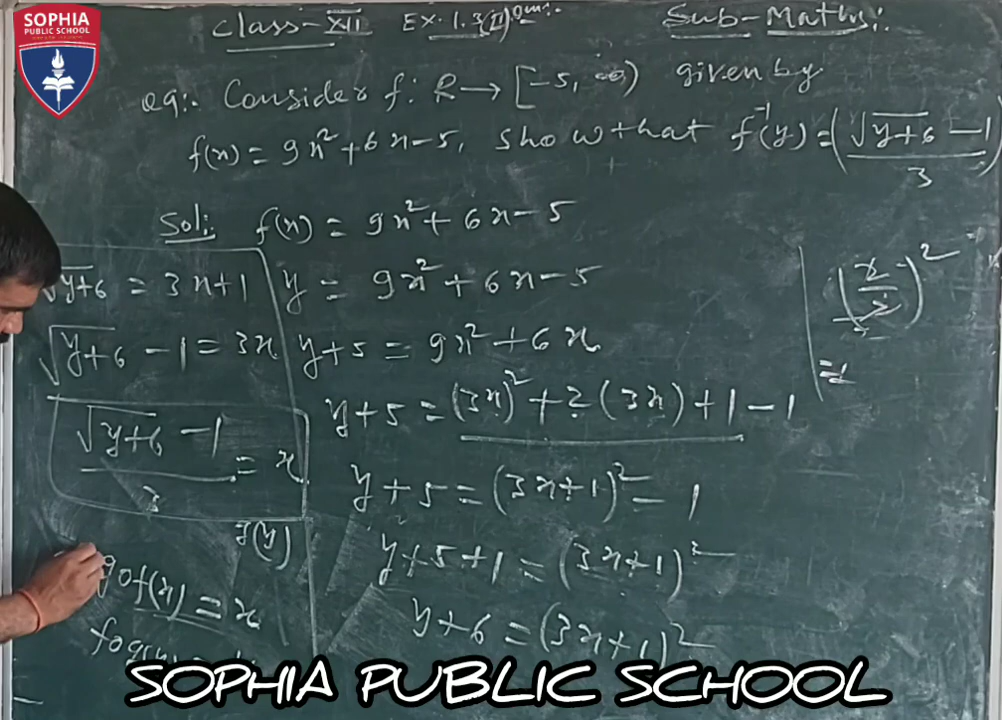 SOPHIA
PUBLIC SCHOOL
Class-XII Ex. 1.3(II) Sub-Maths:.
eg:. Consider f: R→[-5, ∞) given by
f(x) = 9x²+6x-5, show that f⁻¹(y)=(√y+6 -1/3)
Sol:. f(x) = 9x²+6x-5
y = 9x²+6x-5
y+5 = 9x²+6x
y+5 = (3x)²+2(3x)+1-1
y+5 = (3x+1)²-1
y+5+1 = (3x+1)²
y+6 = (3x+1)²
√y+6 = 3x+1
√y+6 -1 = 3x
√y+6 -1/3 = x
(y)
gof(x) = x
SOPHIA PUBLIC SCHOOL